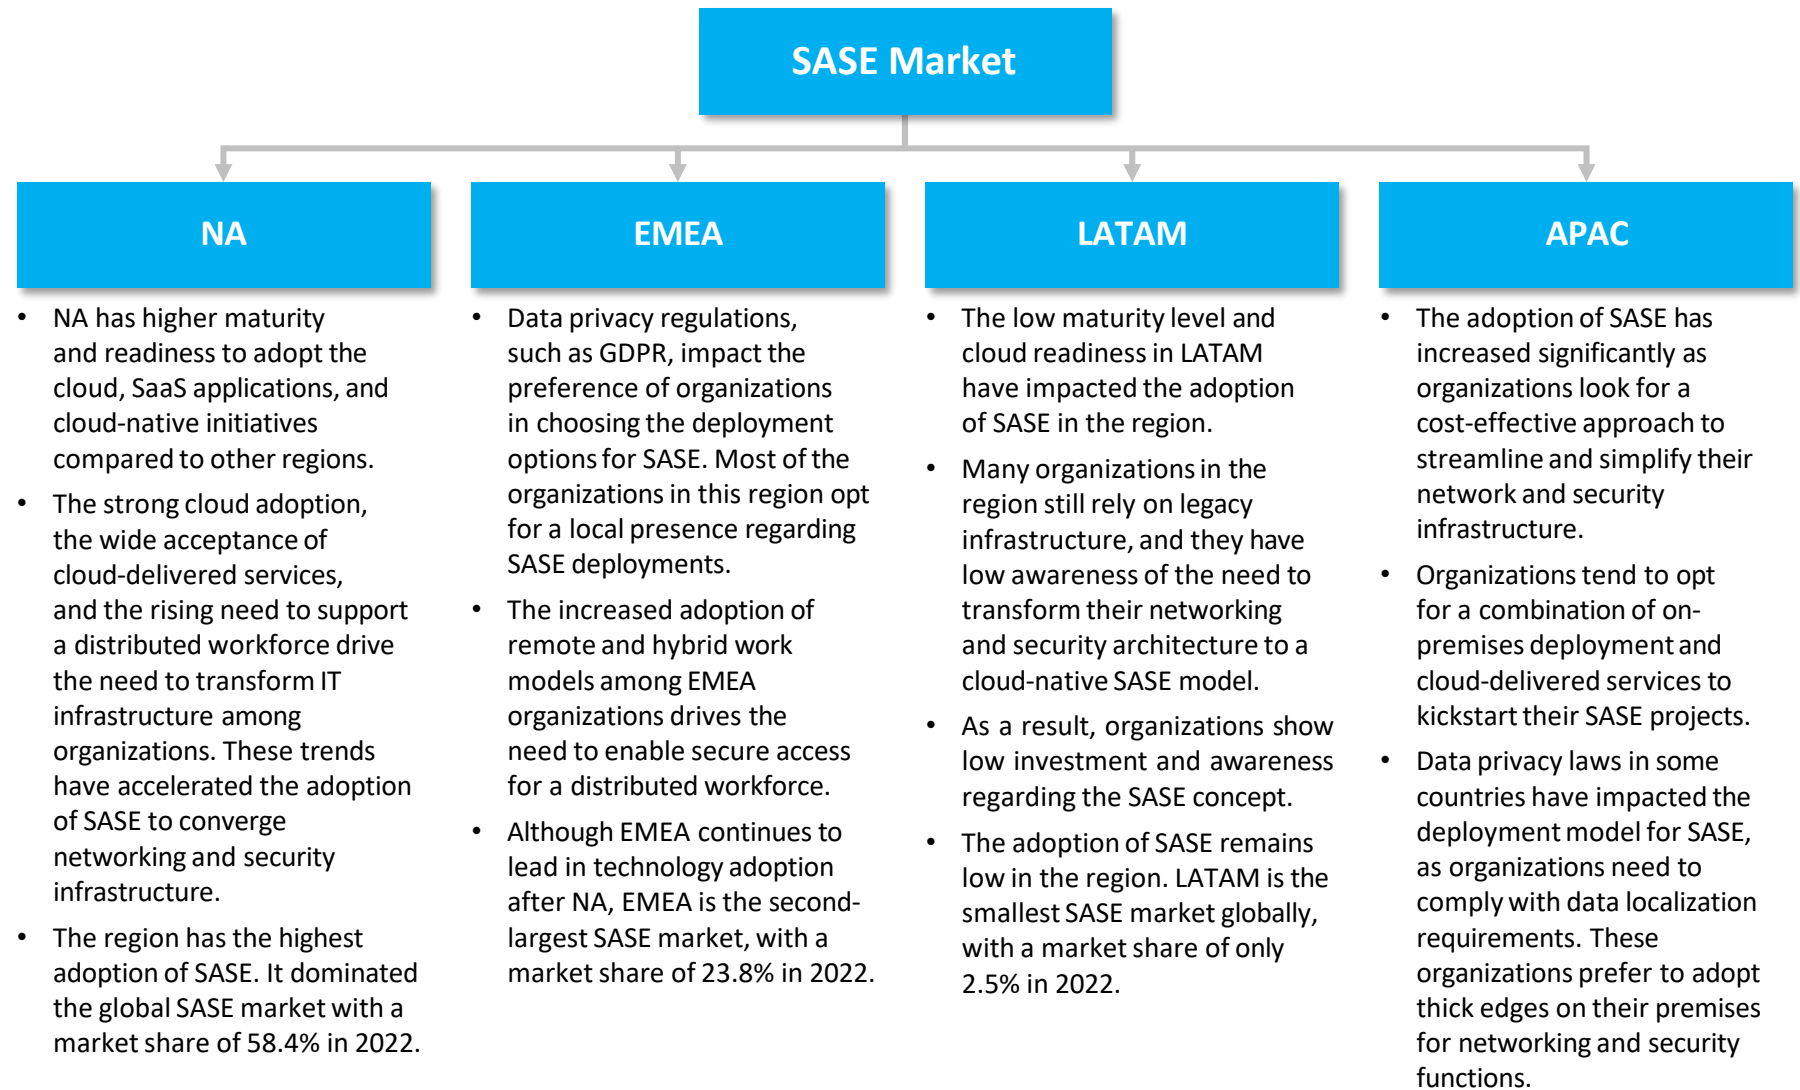 SASE Market
NA
• NA has higher maturity
and readiness to adopt the
cloud, SaaS applications, and
cloud-native initiatives
compared to other regions.
• The strong cloud adoption,
the wide acceptance of
cloud-delivered services,
and the rising need to support
a distributed workforce drive
the need to transform IT
infrastructure among
organizations. These trends
have accelerated the adoption
of SASE to converge
networking and security
infrastructure.
• The region has the highest
adoption of SASE. It dominated
the global SASE market with a
market share of 58.4% in 2022.
EMEA
• Data privacy regulations,
such as GDPR, impact the
preference of organizations
in choosing the deployment
options for SASE. Most of the
organizations in this region opt
for a local presence regarding
SASE deployments.
• The increased adoption of
remote and hybrid work
models among EMEA
organizations drives the
need to enable secure access
for a distributed workforce.
• Although EMEA continues to
lead in technology adoption
after NA, EMEA is the second-
largest SASE market, with a
market share of 23.8% in 2022.
LATAM
• The low maturity level and
cloud readiness in LATAM
have impacted the adoption
of SASE in the region.
• Many organizations in the
region still rely on legacy
infrastructure, and they have
low awareness of the need to
transform their networking
and security architecture to a
cloud-native SASE model.
• As a result, organizations show
low investment and awareness
regarding the SASE concept.
• The adoption of SASE remains
low in the region. LATAM is the
smallest SASE market globally,
with a market share of only
2.5% in 2022.
APAC
• The adoption of SASE has
increased significantly as
organizations look for a
cost-effective approach to
streamline and simplify their
network and security
infrastructure.
• Organizations tend to opt
for a combination of on-
premises deployment and
cloud-delivered services to
kickstart their SASE projects.
• Data privacy laws in some
countries have impacted the
deployment model for SASE,
as organizations need to
comply with data localization
requirements. These
organizations prefer to adopt
thick edges on their premises
for networking and security
functions.